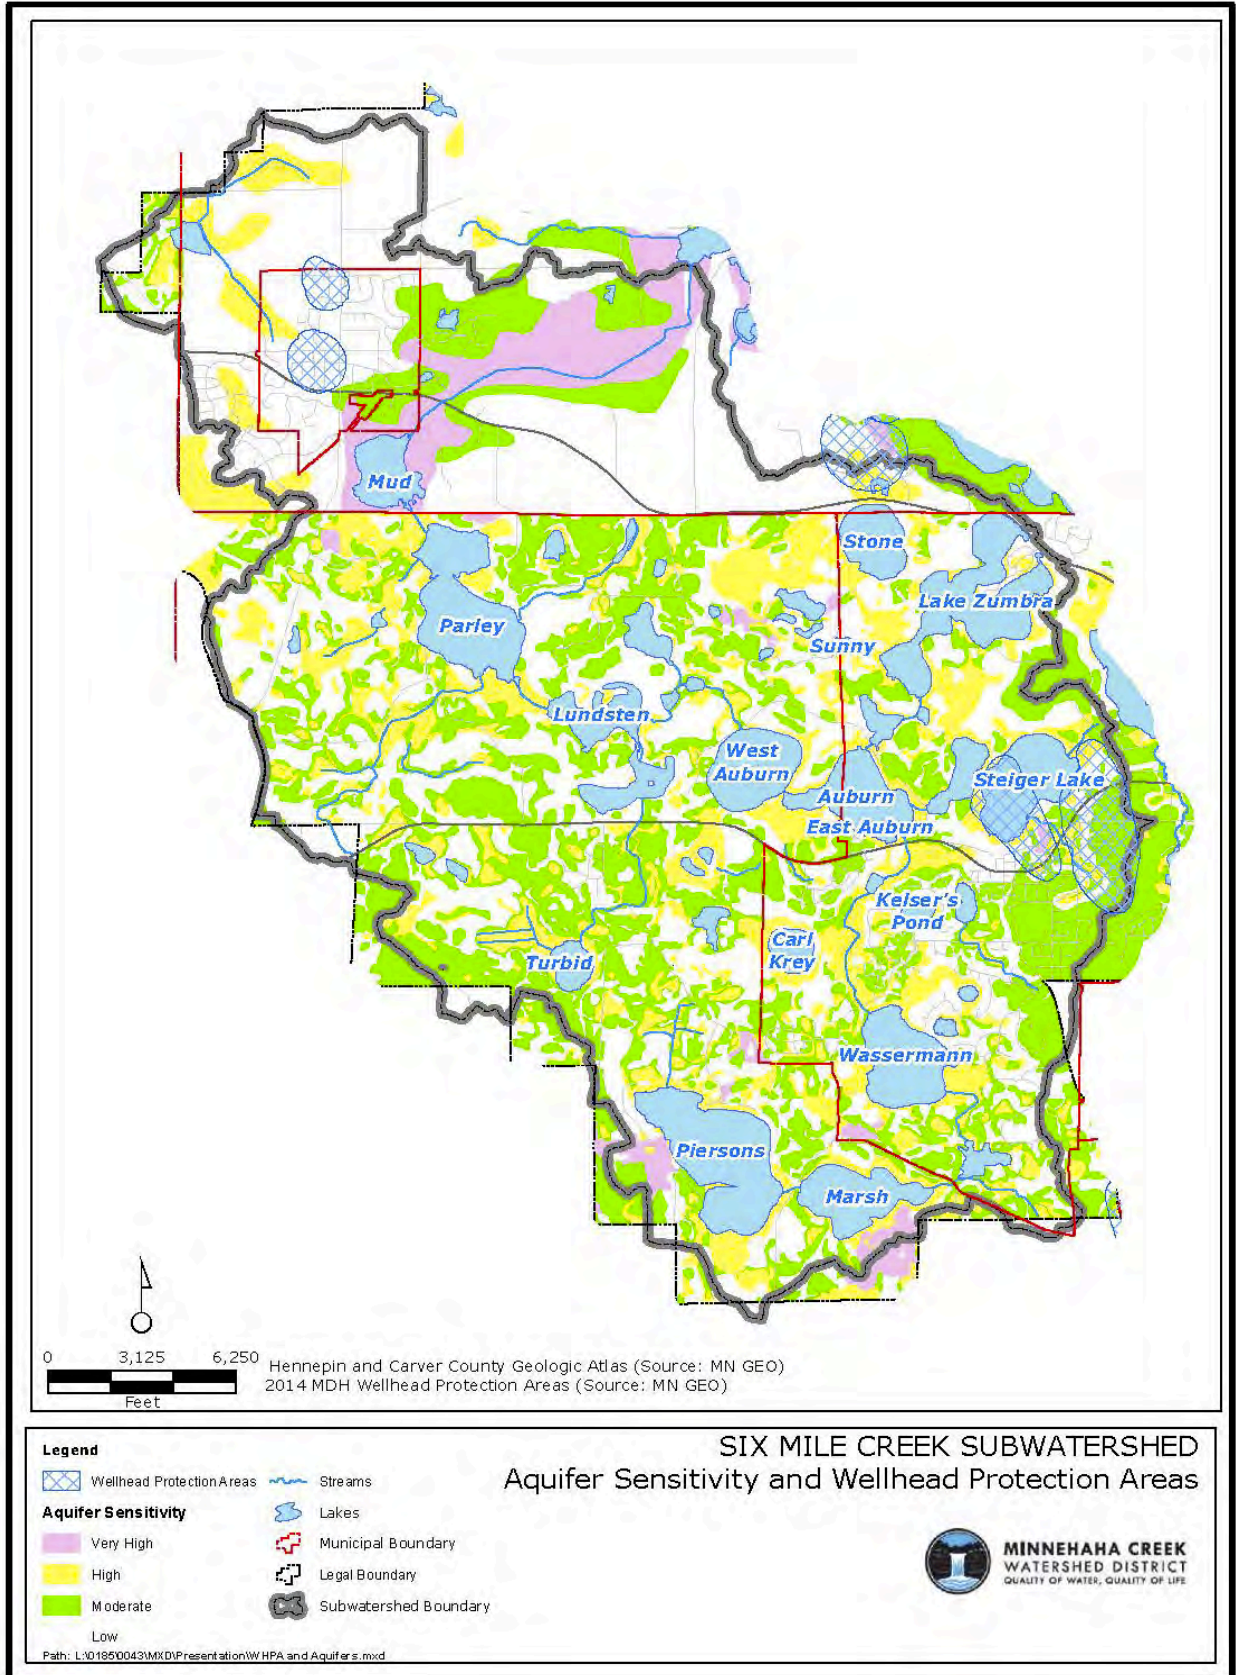 Mud
Stone
Lake Zumbra
Parley
Sunny
Lundsten
West
Auburn
Steiger Lake
Auburn
East Auburn
Kelser's
Pond
Carl
Krey
Turbid
Wassermann
Piersons
Marsh
0 3,125 6,250
Feet
Hennepin and Carver County Geologic Atlas (Source: MN GEO)
2014 MDH Wellhead Protection Areas (Source: MN GEO)
SIX MILE CREEK SUBWATERSHED
Aquifer Sensitivity and Wellhead Protection Areas
Legend
Wellhead Protection Areas
Streams
Aquifer Sensitivity
Lakes
Very High
Municipal Boundary
High
Legal Boundary
Moderate
Subwatershed Boundary
Low
MINNEHAHA CREEK
WATERSHED DISTRICT
QUALITY OF WATER, QUALITY OF LIFE
Path: L:\0185\0043\MXD\Presentation\WHPA and Aquifers.mxd